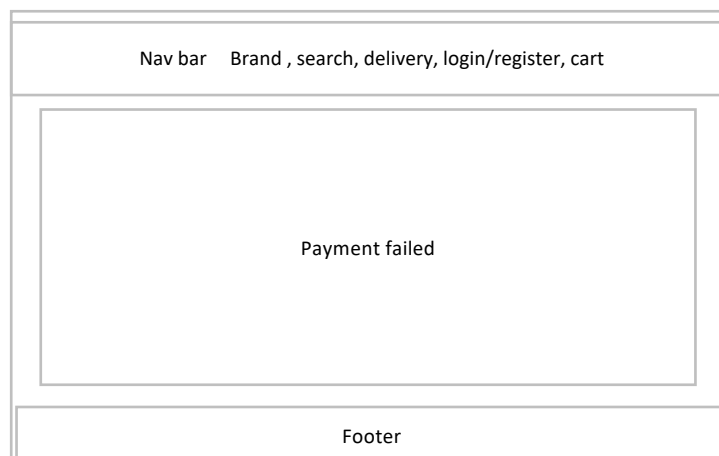 Nav bar Brand , search, delivery, login/register, cart
Payment failed
Footer